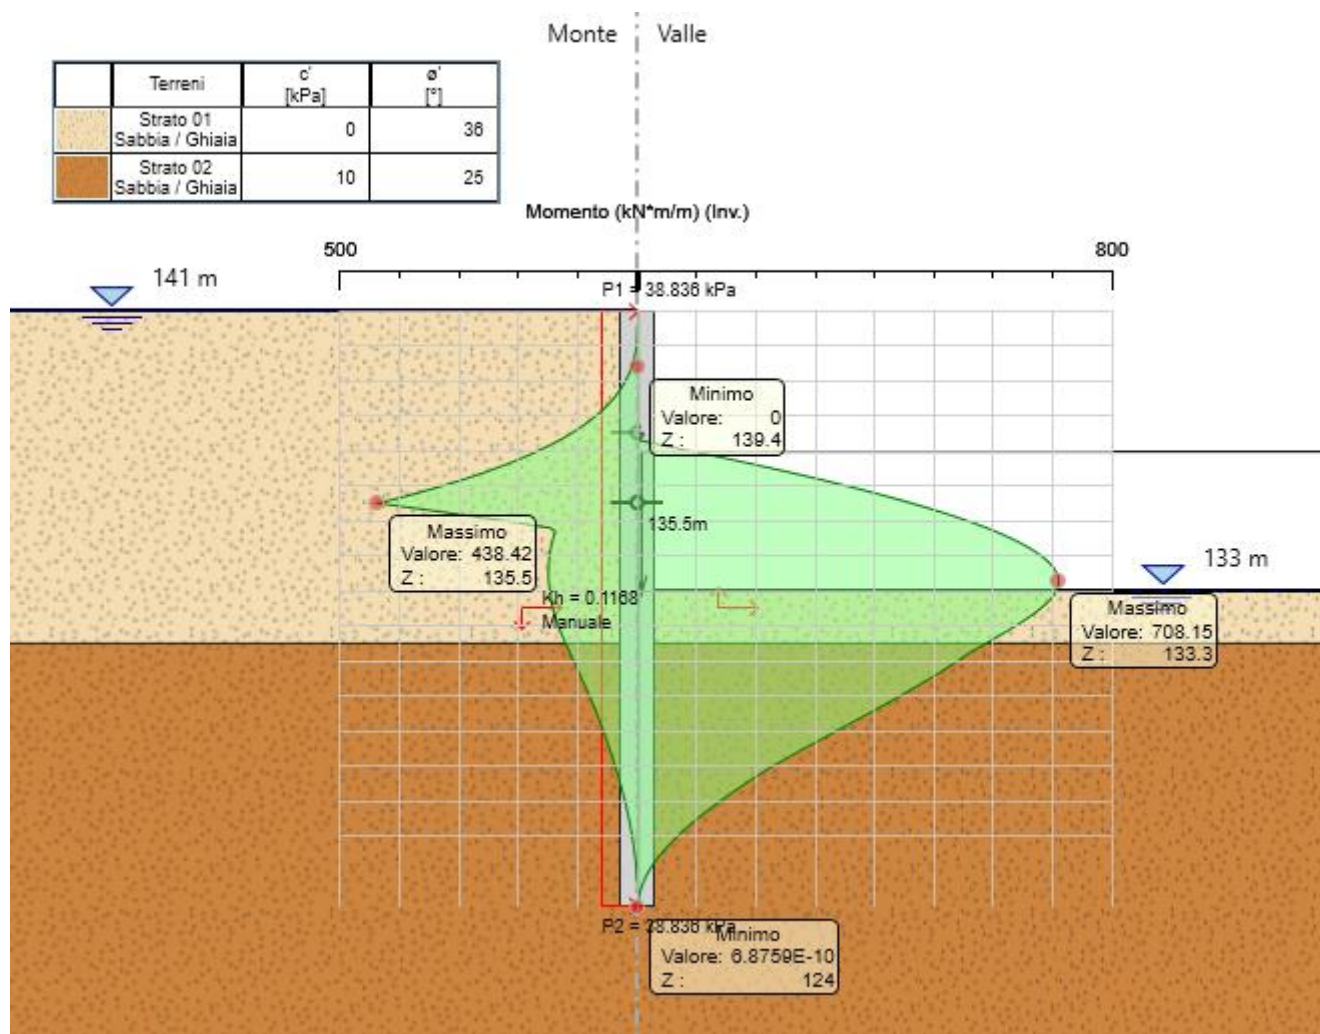 Monte Valle
Terreni c' ø'
[kPa] [°]
Strato 01
Sabbia / Ghiaia 0 36
Strato 02
Sabbia / Ghiaia 10 25
Momento (kN*m/m) (Inv.)
500 800
141 m
P1 = 38.836 kPa
Minimo
Valore: 0
Z : 139.4
135.5m
Massimo
Valore: 438.42
Z : 135.5
133 m
Kh = 0.1168
Manuale
Massimo
Valore: 708.15
Z : 133.3
P2 = 38.836 kPa
Minimo
Valore: 6.8759E-10
Z : 124